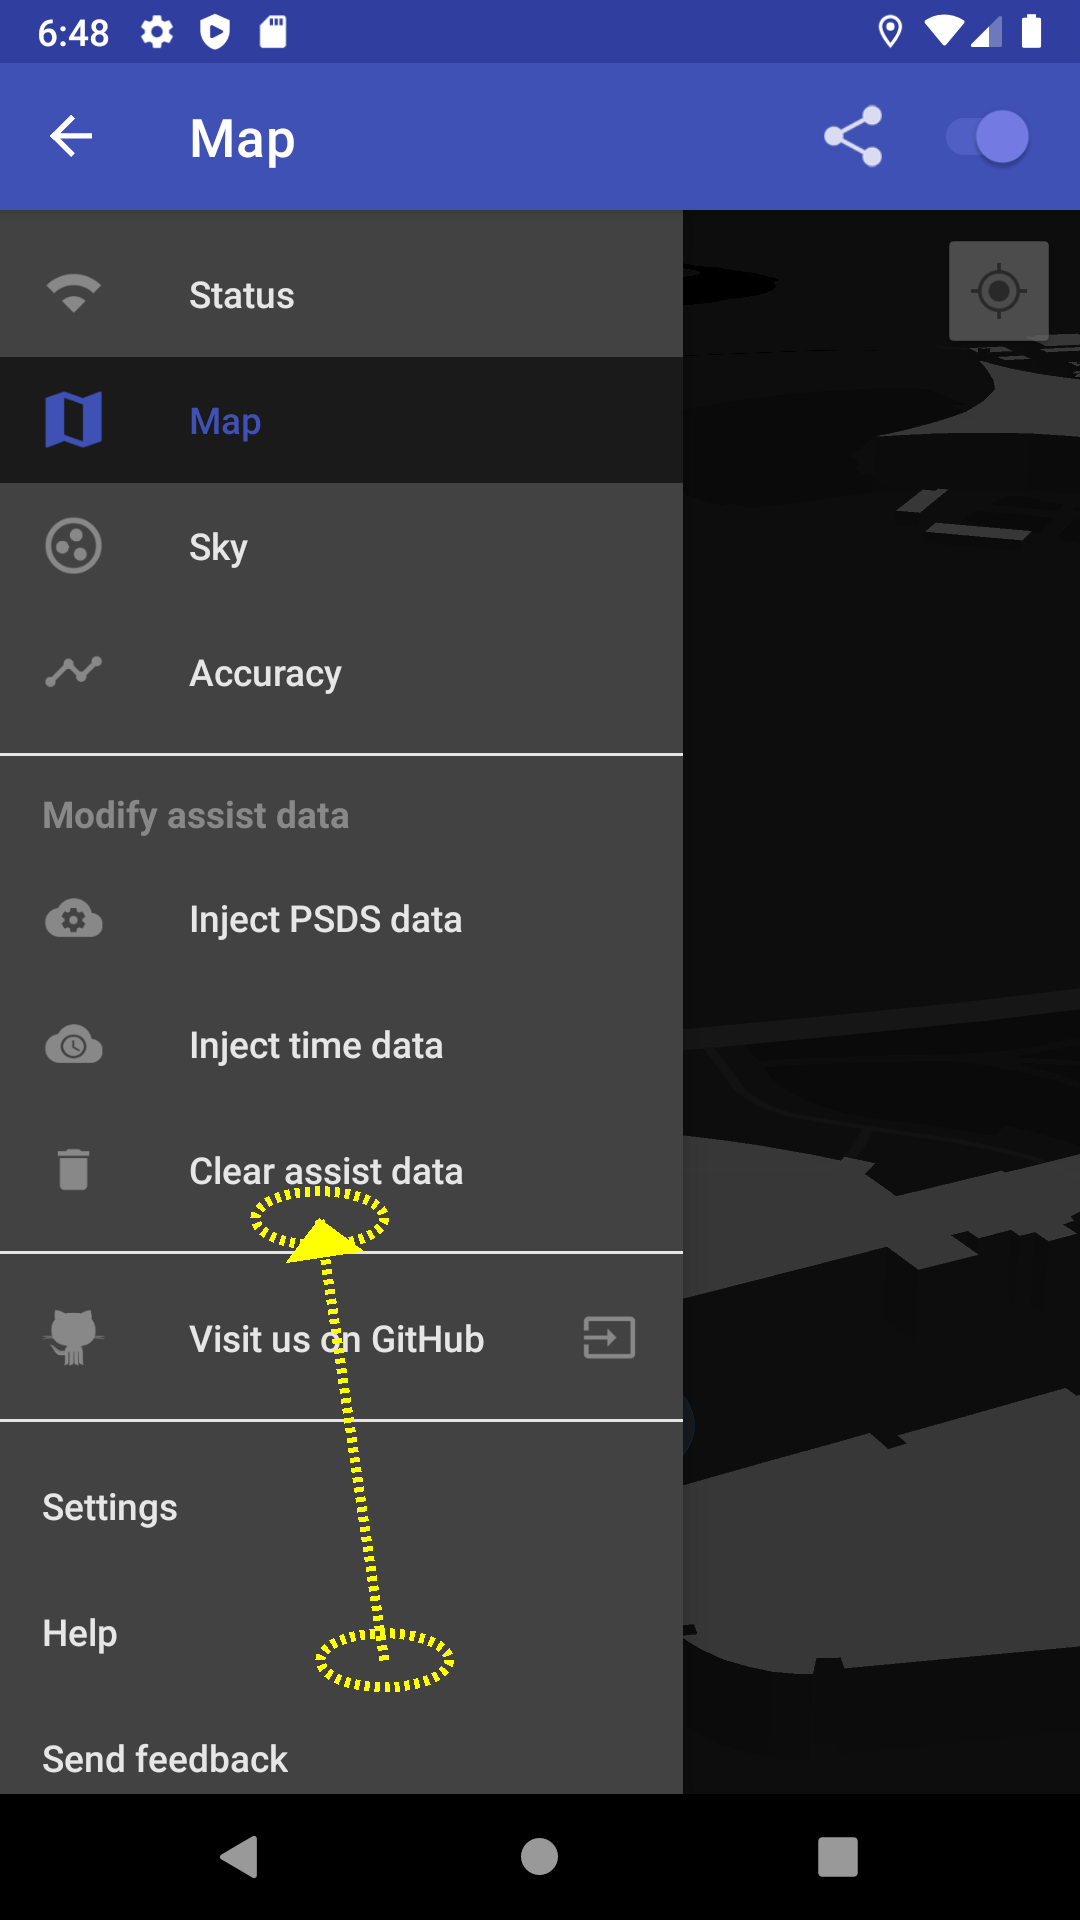 6:48
Map
Status
Map
Sky
Accuracy
Modify assist data
Inject PSDS data
Inject time data
Clear assist data
Visit us on GitHub
Settings
Help
Send feedback